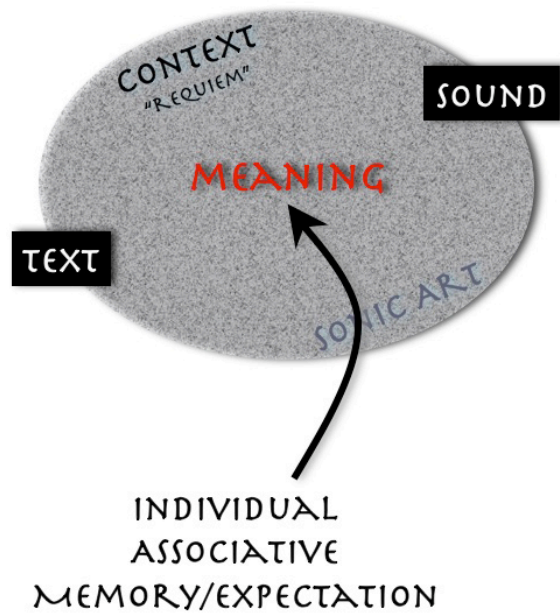 CONTEXT
"REQUIEM"
SOUND
MEANING
TEXT
SONIC ART
INDIVIDUAL
ASSOCIATIVE
MEMORY/EXPECTATION